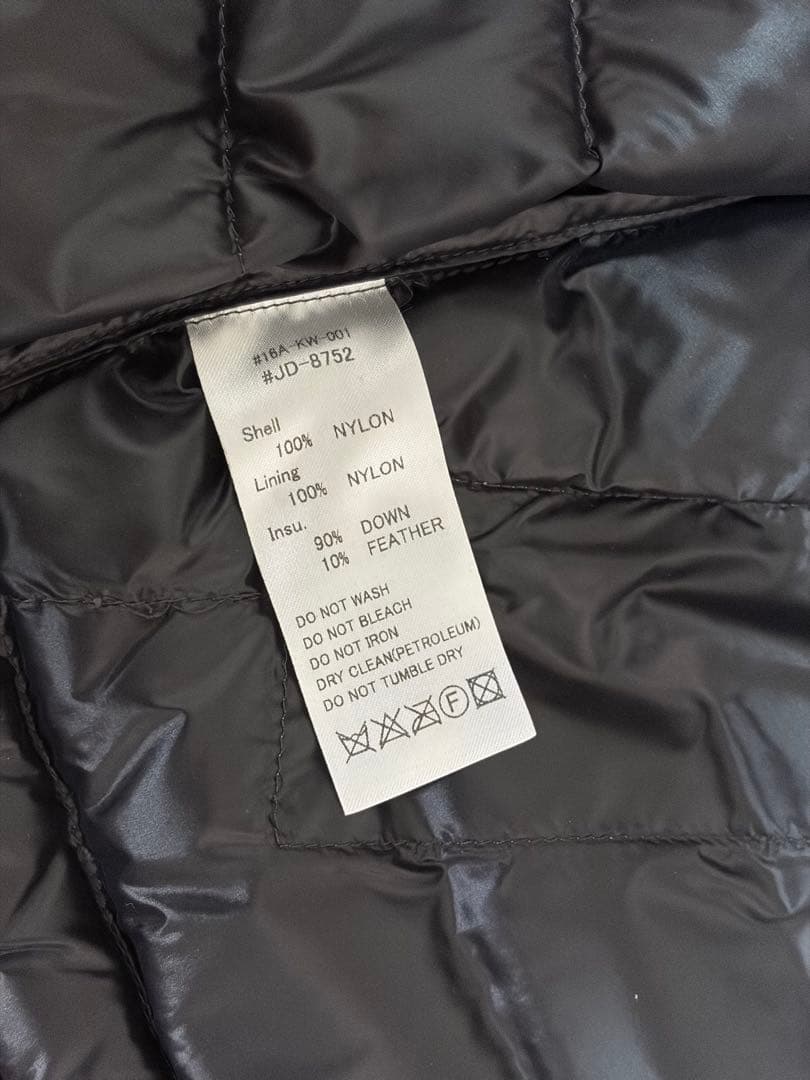 #16A-KW-001
#JD-8752
Shell
100% NYLON
Lining
100% NYLON
Insu.
90% DOWN
10% FEATHER
DO NOT WASH
DO NOT BLEACH
DO NOT IRON
DRY CLEAN(PETROLEUM)
DO NOT TUMBLE DRY
F